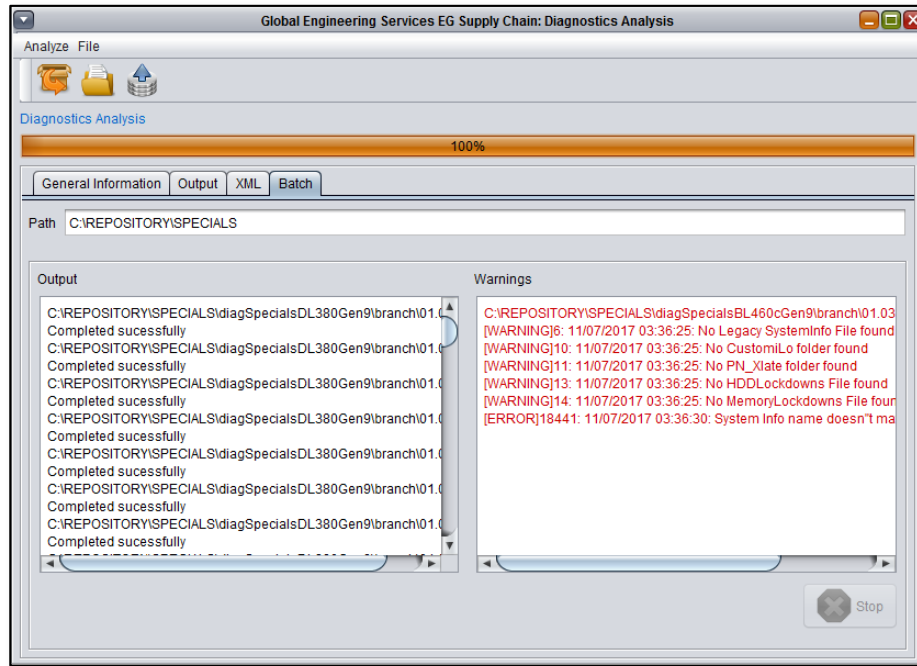 Global Engineering Services EG Supply Chain: Diagnostics Analysis
Analyze File
Diagnostics Analysis
100%
General Information Output XML Batch
Path C:\REPOSITORY\SPECIALS
Output
C:\REPOSITORY\SPECIALS\diagSpecialsDL380Gen9\branch\01.0
Completed sucessfully
C:\REPOSITORY\SPECIALS\diagSpecialsDL380Gen9\branch\01.0
Completed sucessfully
C:\REPOSITORY\SPECIALS\diagSpecialsDL380Gen9\branch\01.0
Completed sucessfully
C:\REPOSITORY\SPECIALS\diagSpecialsDL380Gen9\branch\01.0
Completed sucessfully
C:\REPOSITORY\SPECIALS\diagSpecialsDL380Gen9\branch\01.0
Completed sucessfully
C:\REPOSITORY\SPECIALS\diagSpecialsDL380Gen9\branch\01.0
Completed sucessfully
C:\REPOSITORY\SPECIALS\diagSpecialsDL380Gen9\branch\01.0
Completed sucessfully
Warnings
C:\REPOSITORY\SPECIALS\diagSpecialsBL460cGen9\branch\01.03
[WARNING]6: 11/07/2017 03:36:25: No Legacy SystemInfo File found
[WARNING]10: 11/07/2017 03:36:25: No CustomiLo folder found
[WARNING]11: 11/07/2017 03:36:25: No PN_Xlate folder found
[WARNING]13: 11/07/2017 03:36:25: No HDDLockdowns File found
[WARNING]14: 11/07/2017 03:36:25: No MemoryLockdowns File foun
[ERROR]18441: 11/07/2017 03:36:30: System Info name doesn"t ma
Stop